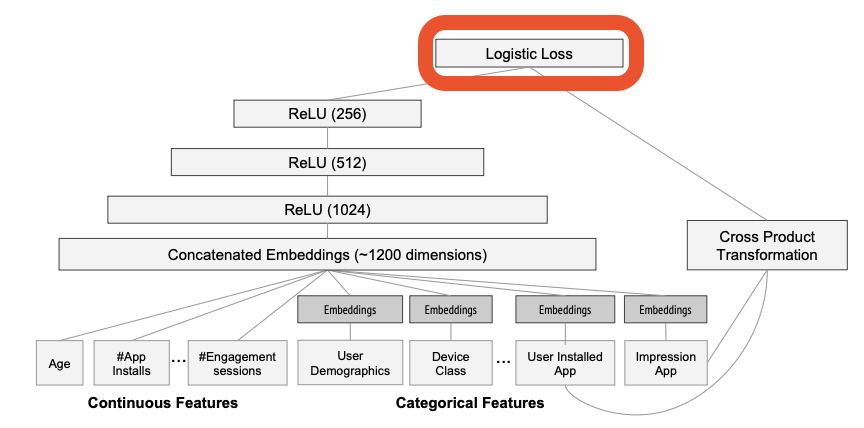 Logistic Loss
ReLU (256)
ReLU (512)
ReLU (1024)
Concatenated Embeddings (~1200 dimensions)
Cross Product
Transformation
Embeddings
Embeddings
Embeddings
Embeddings
Age
#App
Installs
...
#Engagement
sessions
User
Demographics
Device
Class
...
User Installed
App
Impression
App
Continuous Features
Categorical Features